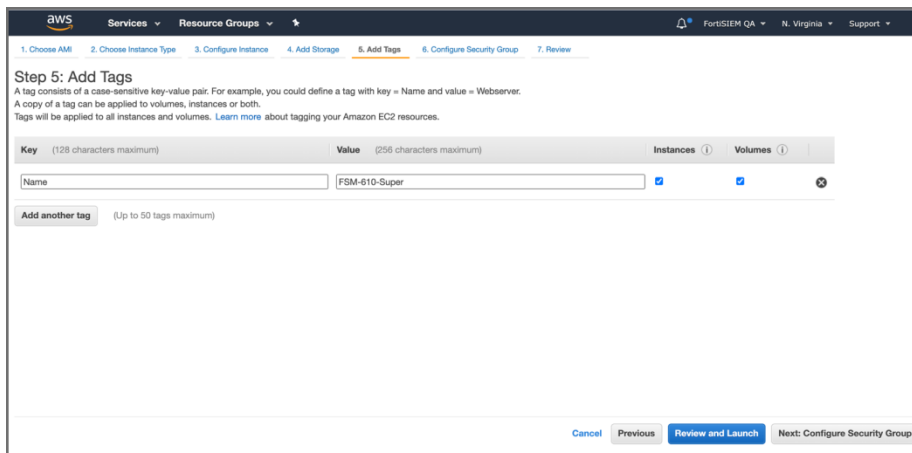 aws Services Resource Groups FortiSIEM QA N. Virginia Support
1. Choose AMI 2. Choose Instance Type 3. Configure Instance 4. Add Storage 5. Add Tags 6. Configure Security Group 7. Review
Step 5: Add Tags
A tag consists of a case-sensitive key-value pair. For example, you could define a tag with key = Name and value = Webserver.
A copy of a tag can be applied to volumes, instances or both.
Tags will be applied to all instances and volumes. Learn more about tagging your Amazon EC2 resources.
Key (128 characters maximum) Value (256 characters maximum) Instances i Volumes i
Name FSM-610-Super
Add another tag (Up to 50 tags maximum)
Cancel Previous Review and Launch Next: Configure Security Group